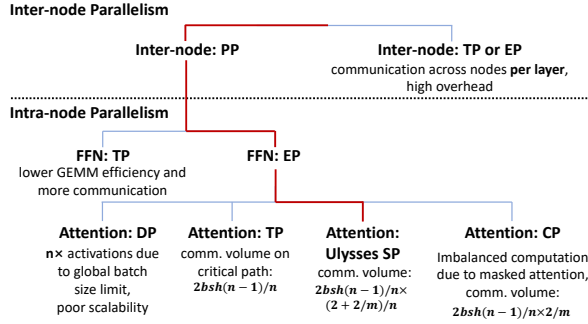 Inter-node Parallelism
Inter-node: PP
Inter-node: TP or EP
communication across nodes per layer,
high overhead
Intra-node Parallelism
FFN: TP
lower GEMM efficiency and
more communication
FFN: EP
Attention: DP
n× activations due
to global batch
size limit,
poor scalability
Attention: TP
comm. volume on
critical path:
2bsh(n − 1)/n
Attention:
Ulysses SP
comm. volume:
2bsh(n − 1)/n×
(2 + 2/m)/n
Attention: CP
Imbalanced computation
due to masked attention,
comm. volume:
2bsh(n − 1)/n×2/m